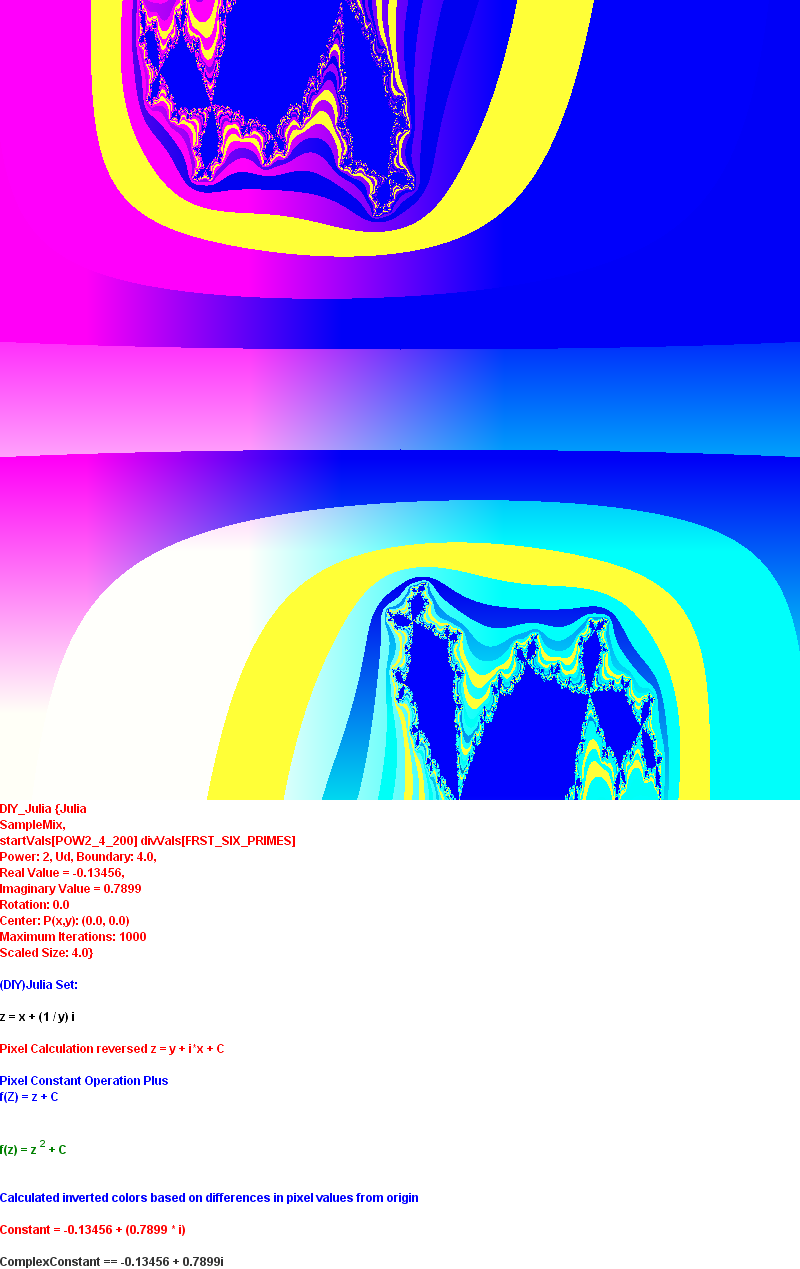 DIY_Julia {Julia
SampleMix,
startVals[POW2_4_200] divVals[FRST_SIX_PRIMES]
Power: 2, Ud, Boundary: 4.0,
Real Value = -0.13456,
Imaginary Value = 0.7899
Rotation: 0.0
Center: P(x,y): (0.0, 0.0)
Maximum Iterations: 1000
Scaled Size: 4.0}
(DIY)Julia Set:
z = x + (1 / y) i
Pixel Calculation reversed z = y + i*x + C
Pixel Constant Operation Plus
f(Z) = z + C
f(z) = z ² + C
Calculated inverted colors based on differences in pixel values from origin
Constant = -0.13456 + (0.7899 * i)
ComplexConstant == -0.13456 + 0.7899i